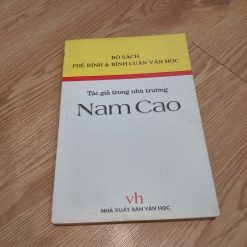 BỘ SÁCH
PHÊ BÌNH & BÌNH LUẬN VĂN HỌC
Tác giả trong nhà trường
Nam Cao
vh
NHÀ XUẤT BẢN VĂN HỌC